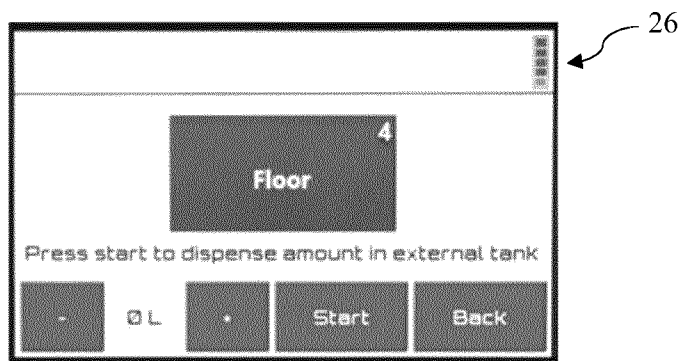 26
4
Floor
Press start to dispense amount in external tank
- 0 L + Start Back